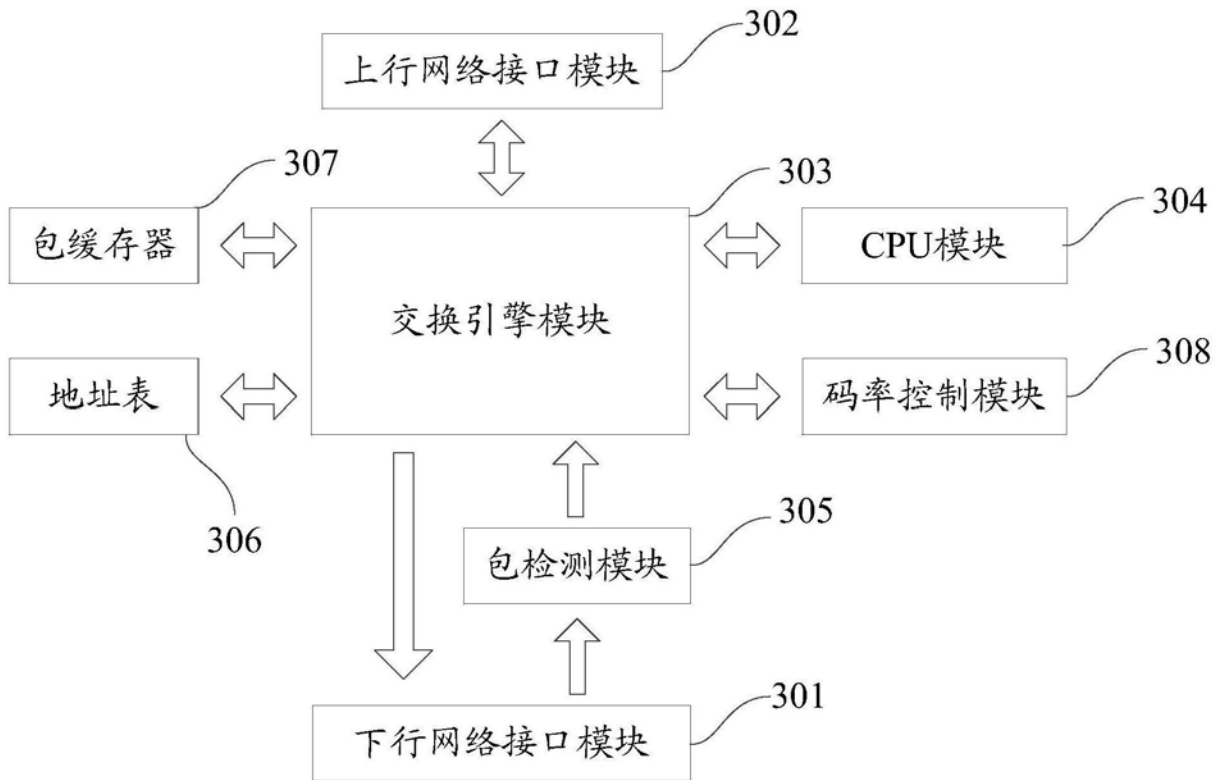 302
上行网络接口模块
307
303
304
包缓存器
CPU模块
交换引擎模块
308
地址表
码率控制模块
306
305
包检测模块
301
下行网络接口模块